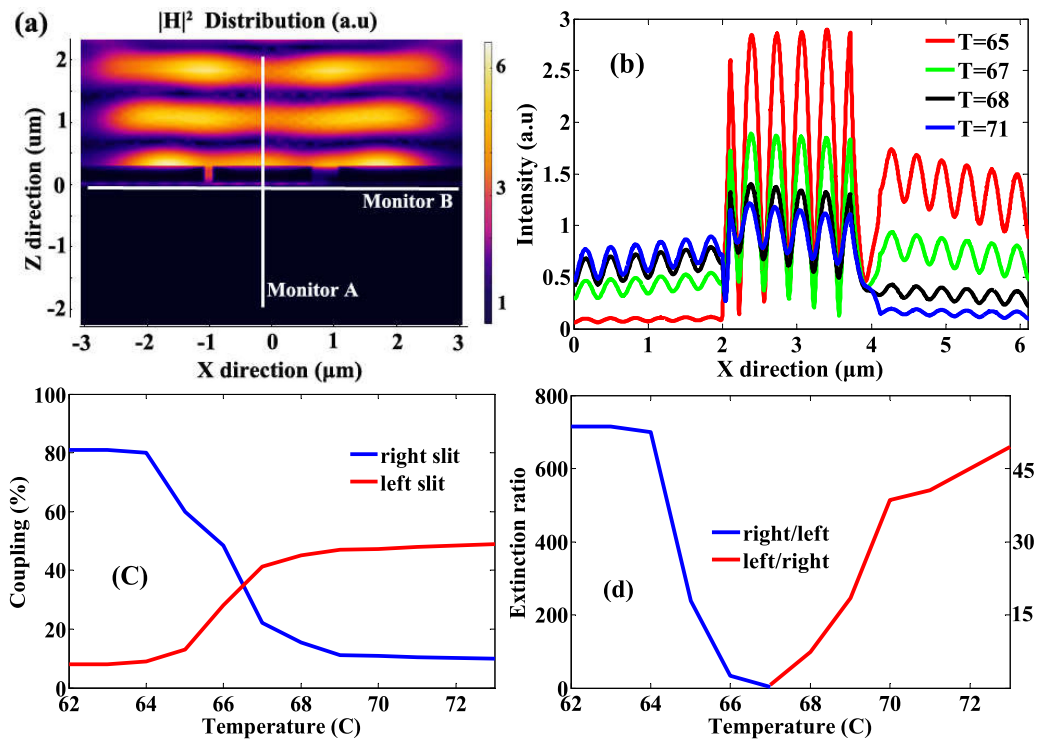 (a)
|H|² Distribution (a.u)
Z direction (um)
2
1
0
-1
-2
6
3
1
Monitor B
Monitor A
-3 -2 -1 0 1 2 3
X direction (µm)
(b)
Intensity (a.u)
3
2.5
2
1.5
1
0.5
0
T=65
T=67
T=68
T=71
0 1 2 3 4 5 6
X direction (µm)
(C)
Coupling (%)
100
80
60
40
20
0
right slit
left slit
62 64 66 68 70 72
Temperature (C)
(d)
Extinction ratio
800
600
400
200
0
45
30
15
right/left
left/right
62 64 66 68 70 72
Temperature (C)